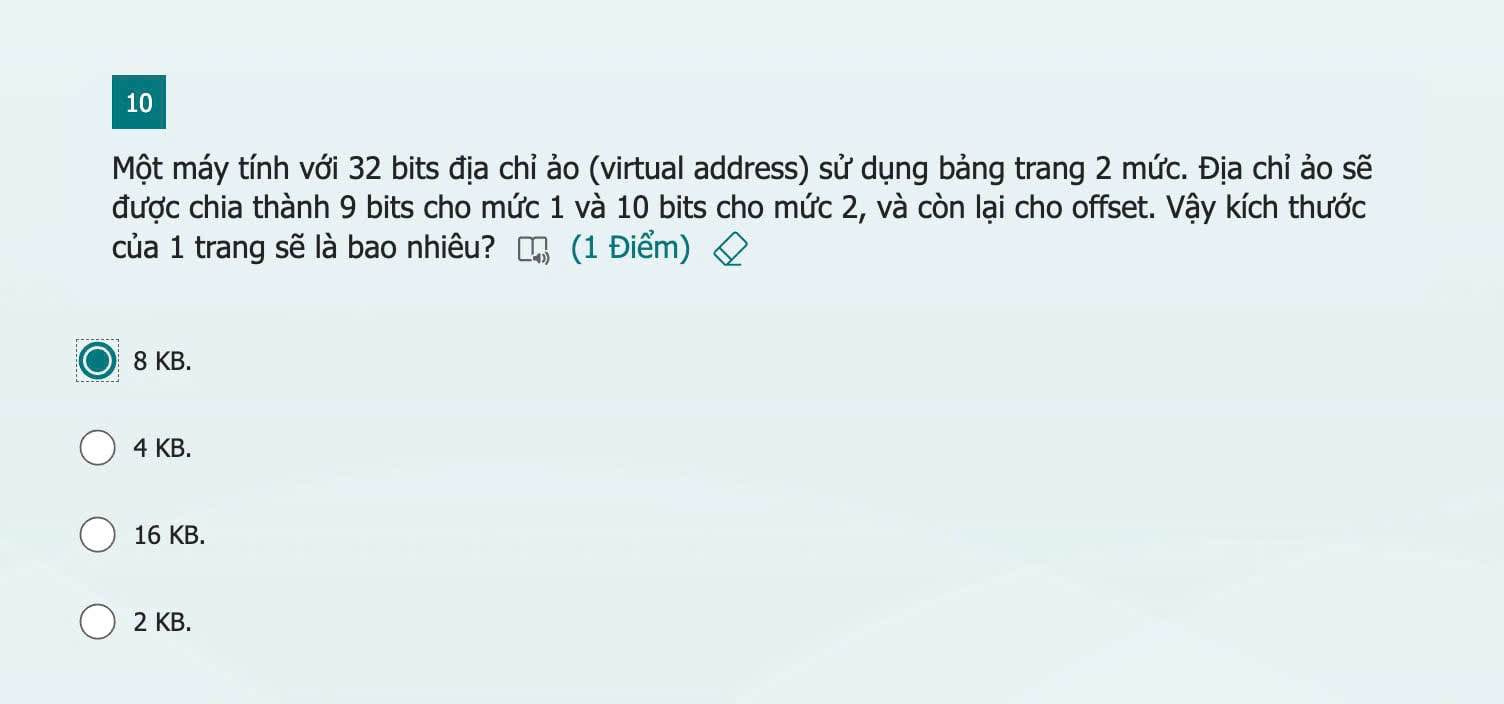 10
Một máy tính với 32 bits địa chỉ ảo (virtual address) sử dụng bảng trang 2 mức. Địa chỉ ảo sẽ
được chia thành 9 bits cho mức 1 và 10 bits cho mức 2, và còn lại cho offset. Vậy kích thước
của 1 trang sẽ là bao nhiêu? (1 Điểm)
8 KB.
4 KB.
16 KB.
2 KB.